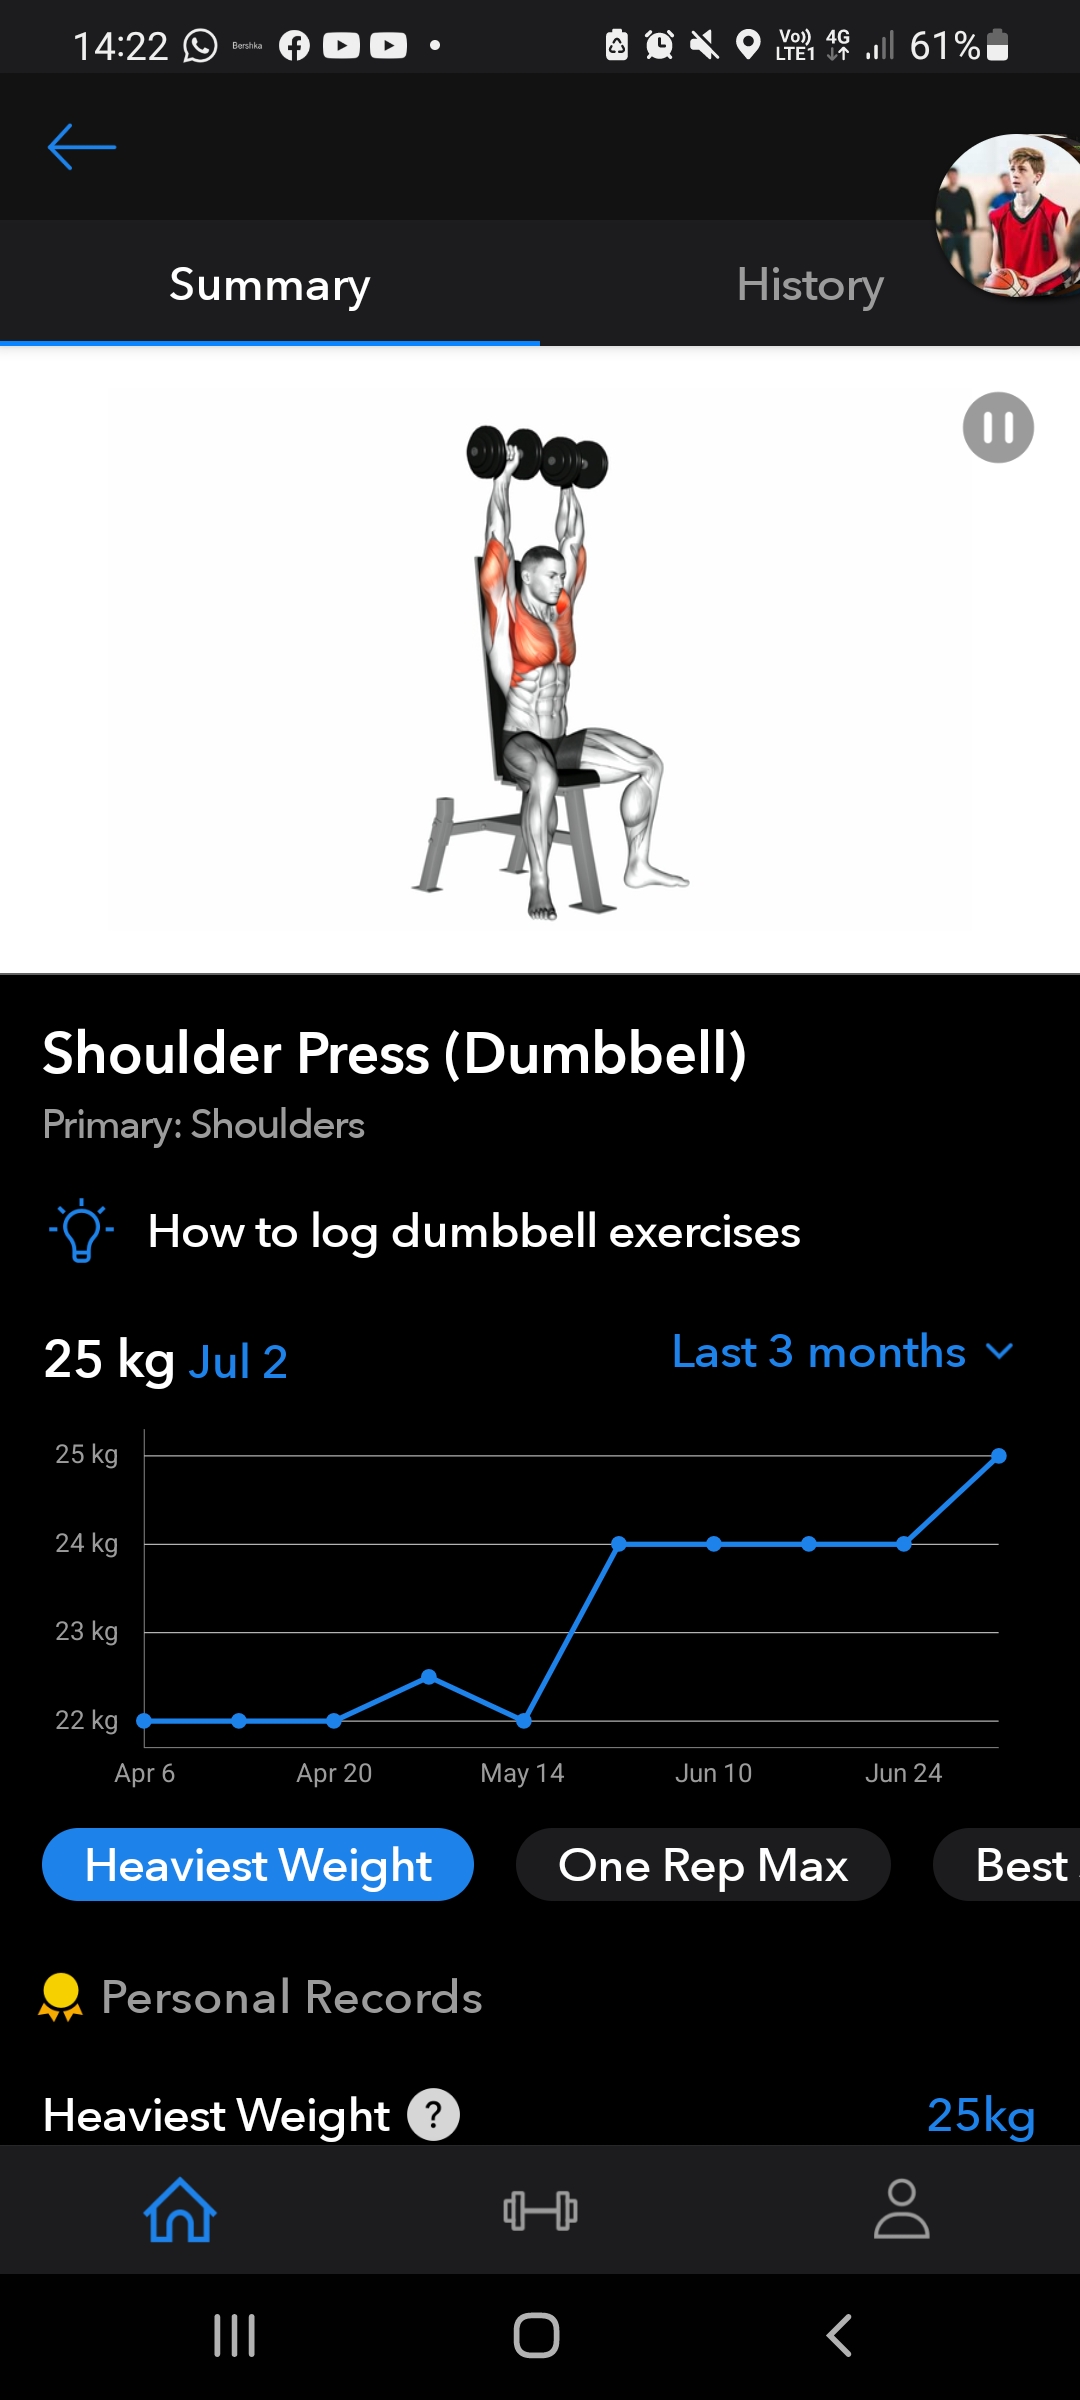 14:22 Bershka Vo)) LTE1 4G 61%
Summary History
Shoulder Press (Dumbbell)
Primary: Shoulders
How to log dumbbell exercises
25 kg Jul 2 Last 3 months
25 kg
24 kg
23 kg
22 kg
Apr 6 Apr 20 May 14 Jun 10 Jun 24
Heaviest Weight One Rep Max Best
Personal Records
Heaviest Weight ? 25kg